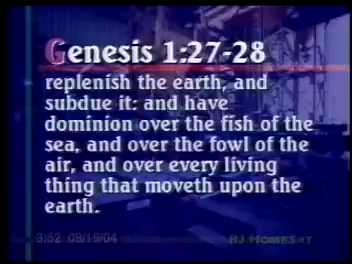 Genesis 1:27-28
replenish the earth, and
subdue it: and have
dominion over the fish of the
sea, and over the fowl of the
air, and over every living
thing that moveth upon the
earth.
3:52 09/19/04
BJ HOMESAT